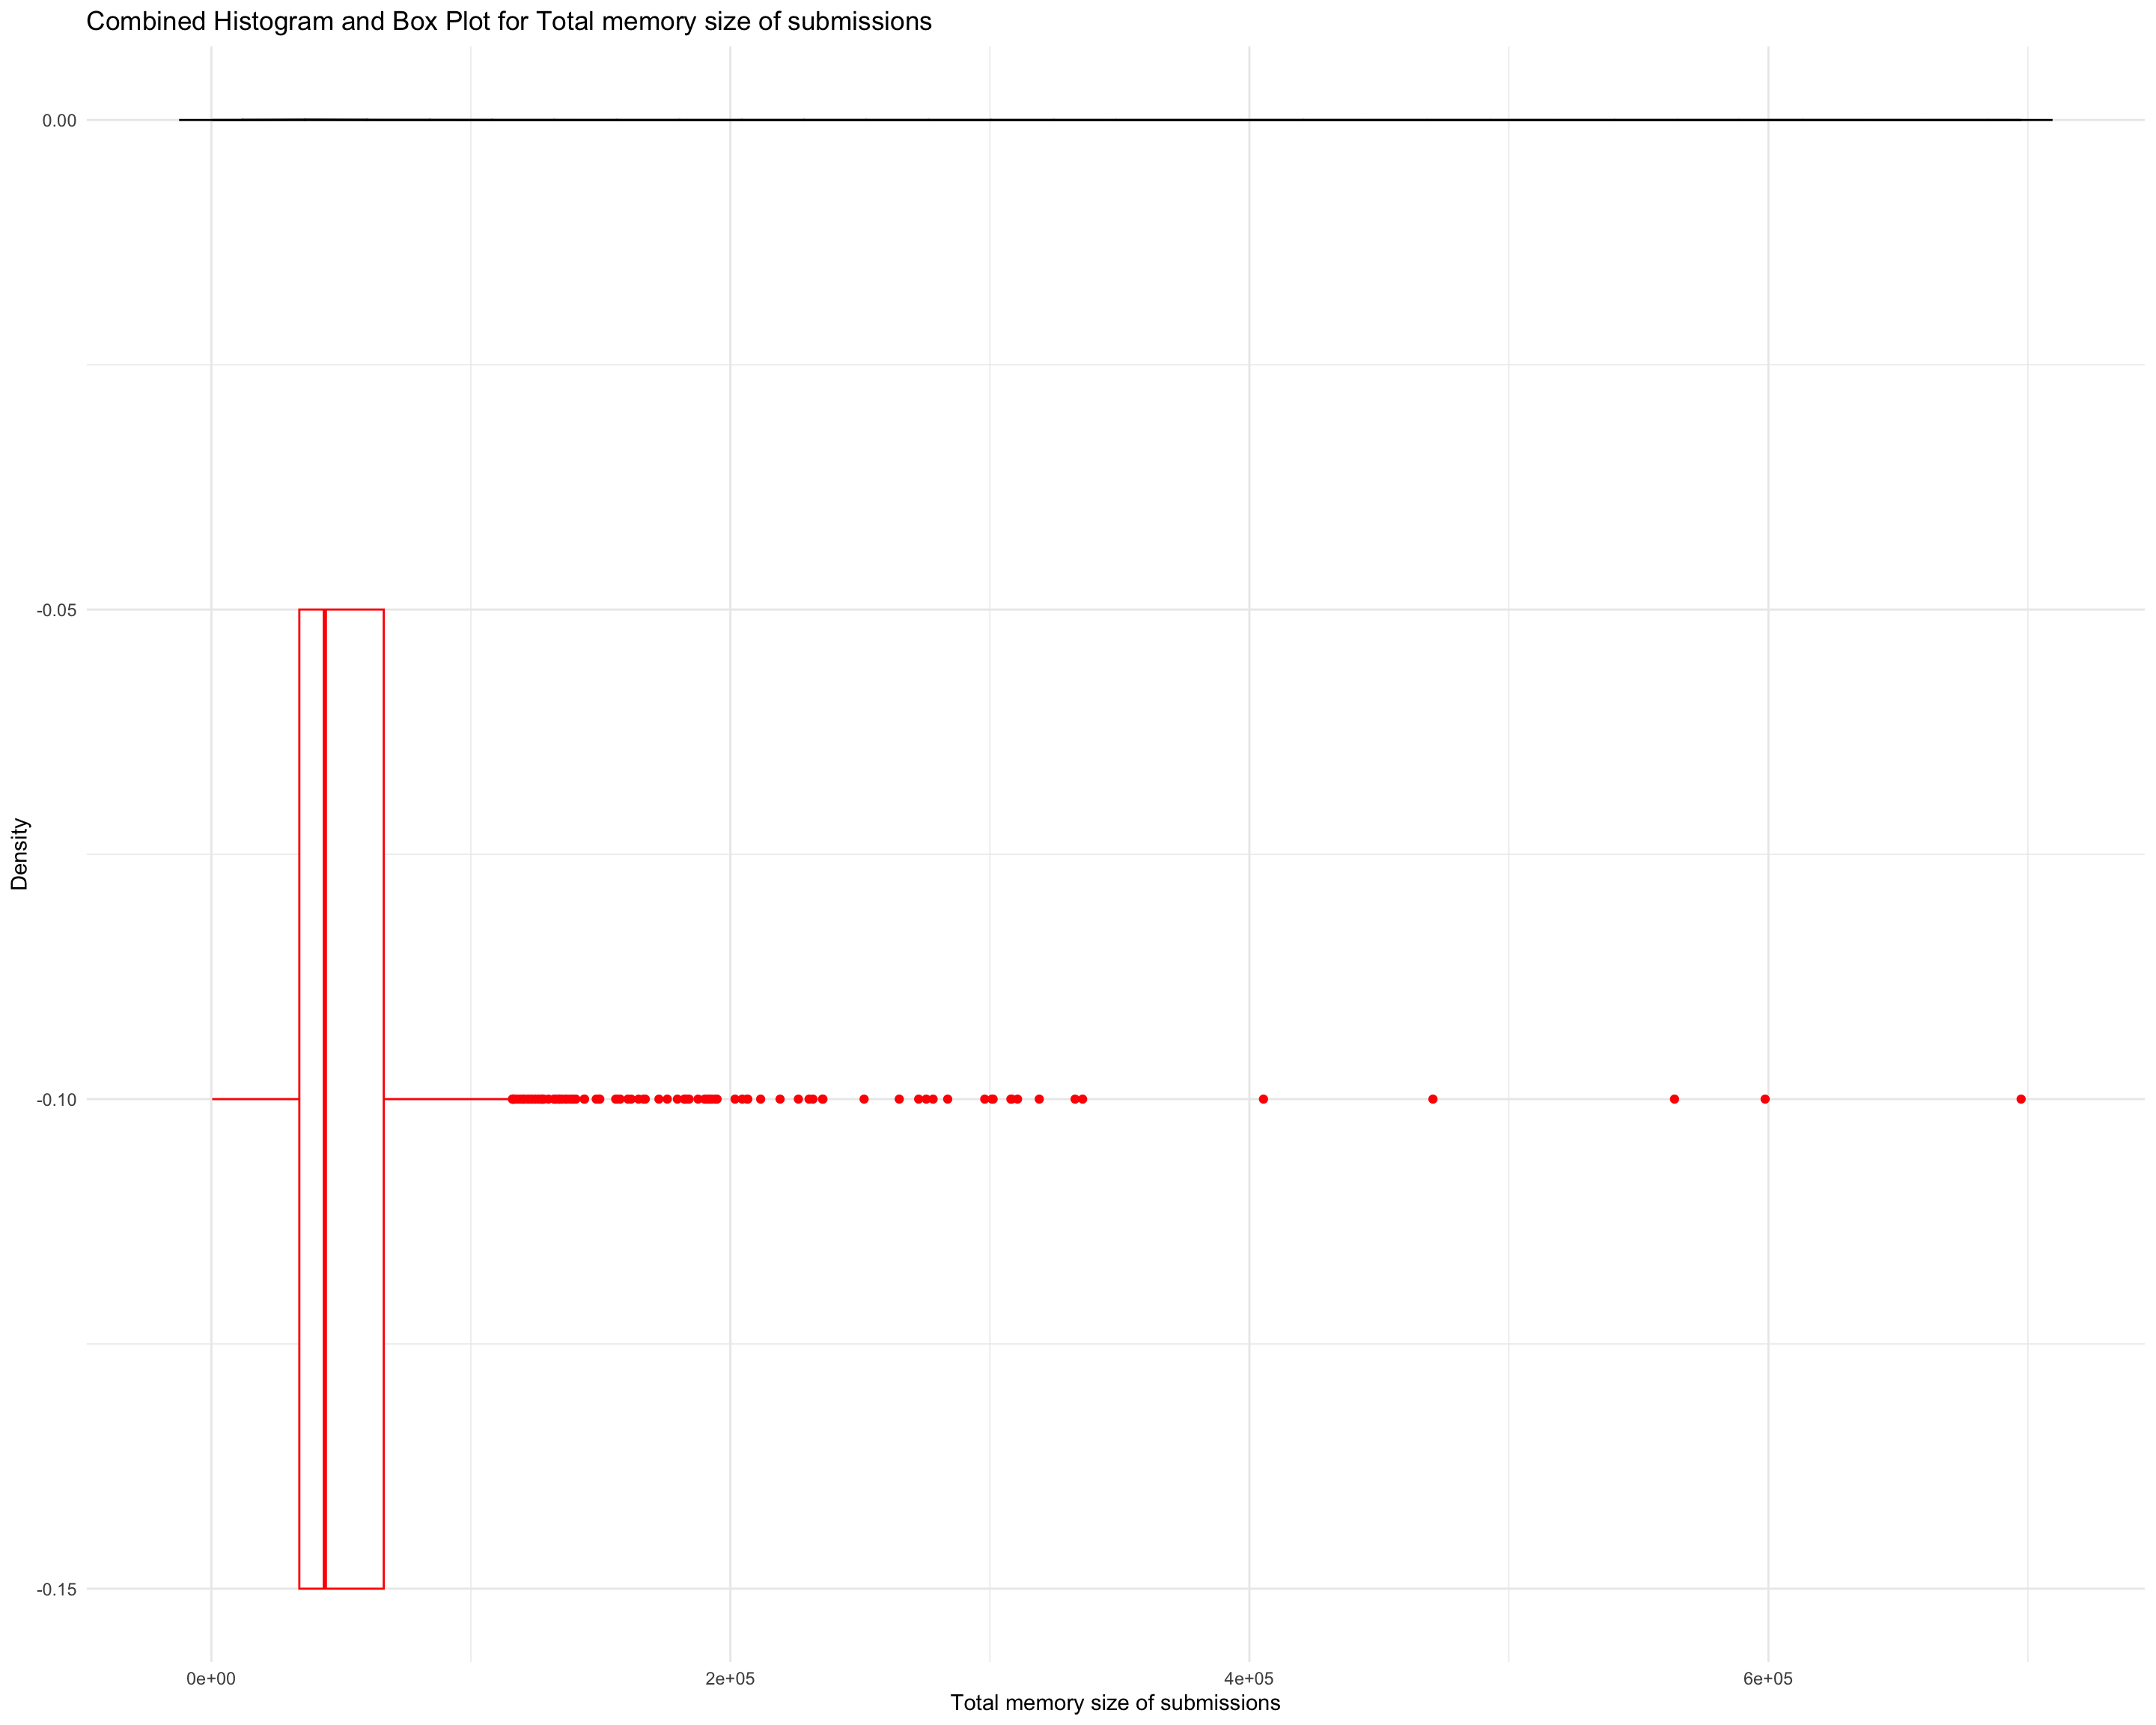 Combined Histogram and Box Plot for Total memory size of submissions
0.00
-0.05
Density
-0.10
-0.15
0e+00 2e+05 4e+05 6e+05
Total memory size of submissions